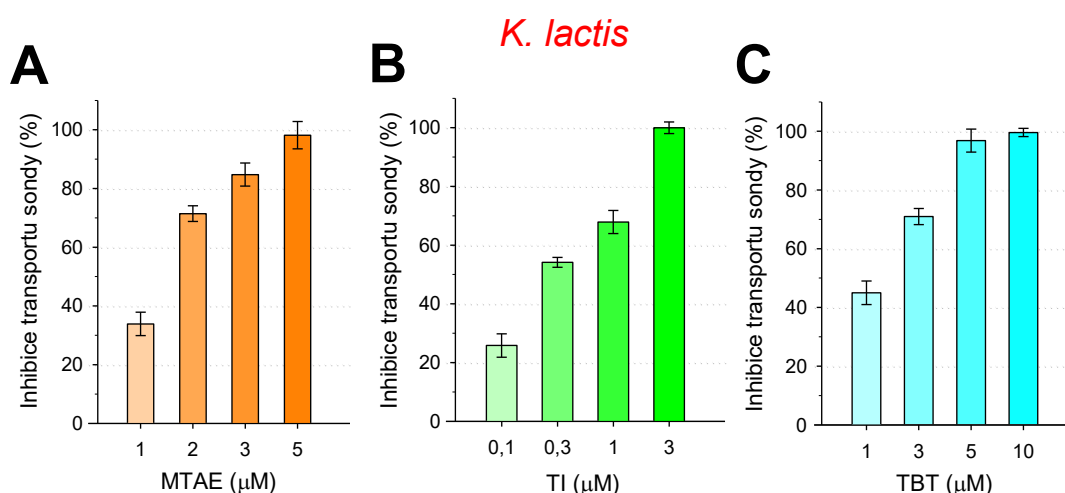 K. lactis
A
Inhibice transportu sondy (%)
100
80
60
40
20
0
1 2 3 5
MTAE (μM)
B
Inhibice transportu sondy (%)
100
80
60
40
20
0
0,1 0,3 1 3
TI (μM)
C
Inhibice transportu sondy (%)
100
80
60
40
20
0
1 3 5 10
TBT (μM)